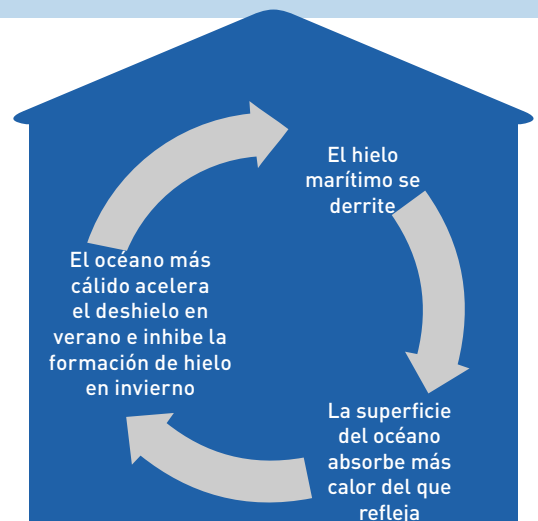 El hielo
marítimo se
derrite
La superficie
del océano
absorbe más
calor del que
refleja
El océano más
cálido acelera
el deshielo en
verano e inhibe la
formación de hielo
en invierno